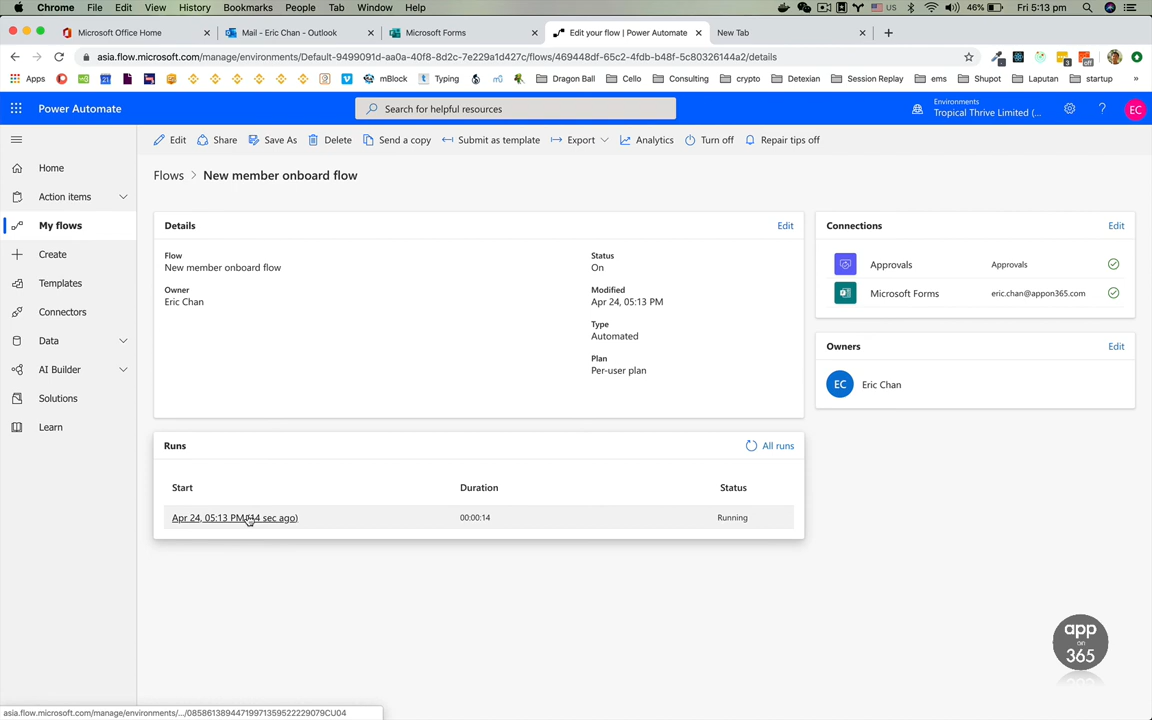 Chrome File Edit View History Bookmarks People Tab Window Help US 46% Fri 5:13 pm
Microsoft Office Home Mail - Eric Chan - Outlook Microsoft Forms Edit your flow | Power Automate New Tab
asia.flow.microsoft.com/manage/environments/Default-9499091d-aa0a-40f8-8d2c-7e229a1d427c/flows/469448df-65c2-4fdb-b48f-5c80326144a2/details
Apps mBlock Typing Dragon Ball Cello Consulting crypto Detexian Session Replay ems Shupot Laputan startup »
Power Automate
Search for helpful resources
Environments
Tropical Thrive Limited (...
EC
Edit Share Save As Delete Send a copy Submit as template Export Analytics Turn off Repair tips off
Home
Action items
My flows
Create
Templates
Connectors
Data
AI Builder
Solutions
Learn
Flows > New member onboard flow
Details Edit
Flow
New member onboard flow
Owner
Eric Chan
Status
On
Modified
Apr 24, 05:13 PM
Type
Automated
Plan
Per-user plan
Connections Edit
Approvals Approvals
Microsoft Forms eric.chan@appon365.com
Owners Edit
EC Eric Chan
Runs All runs
Start Duration Status
Apr 24, 05:13 PM (14 sec ago) 00:00:14 Running
app
on
365
asia.flow.microsoft.com/manage/environments/.../08586138944719971359522229079CU04